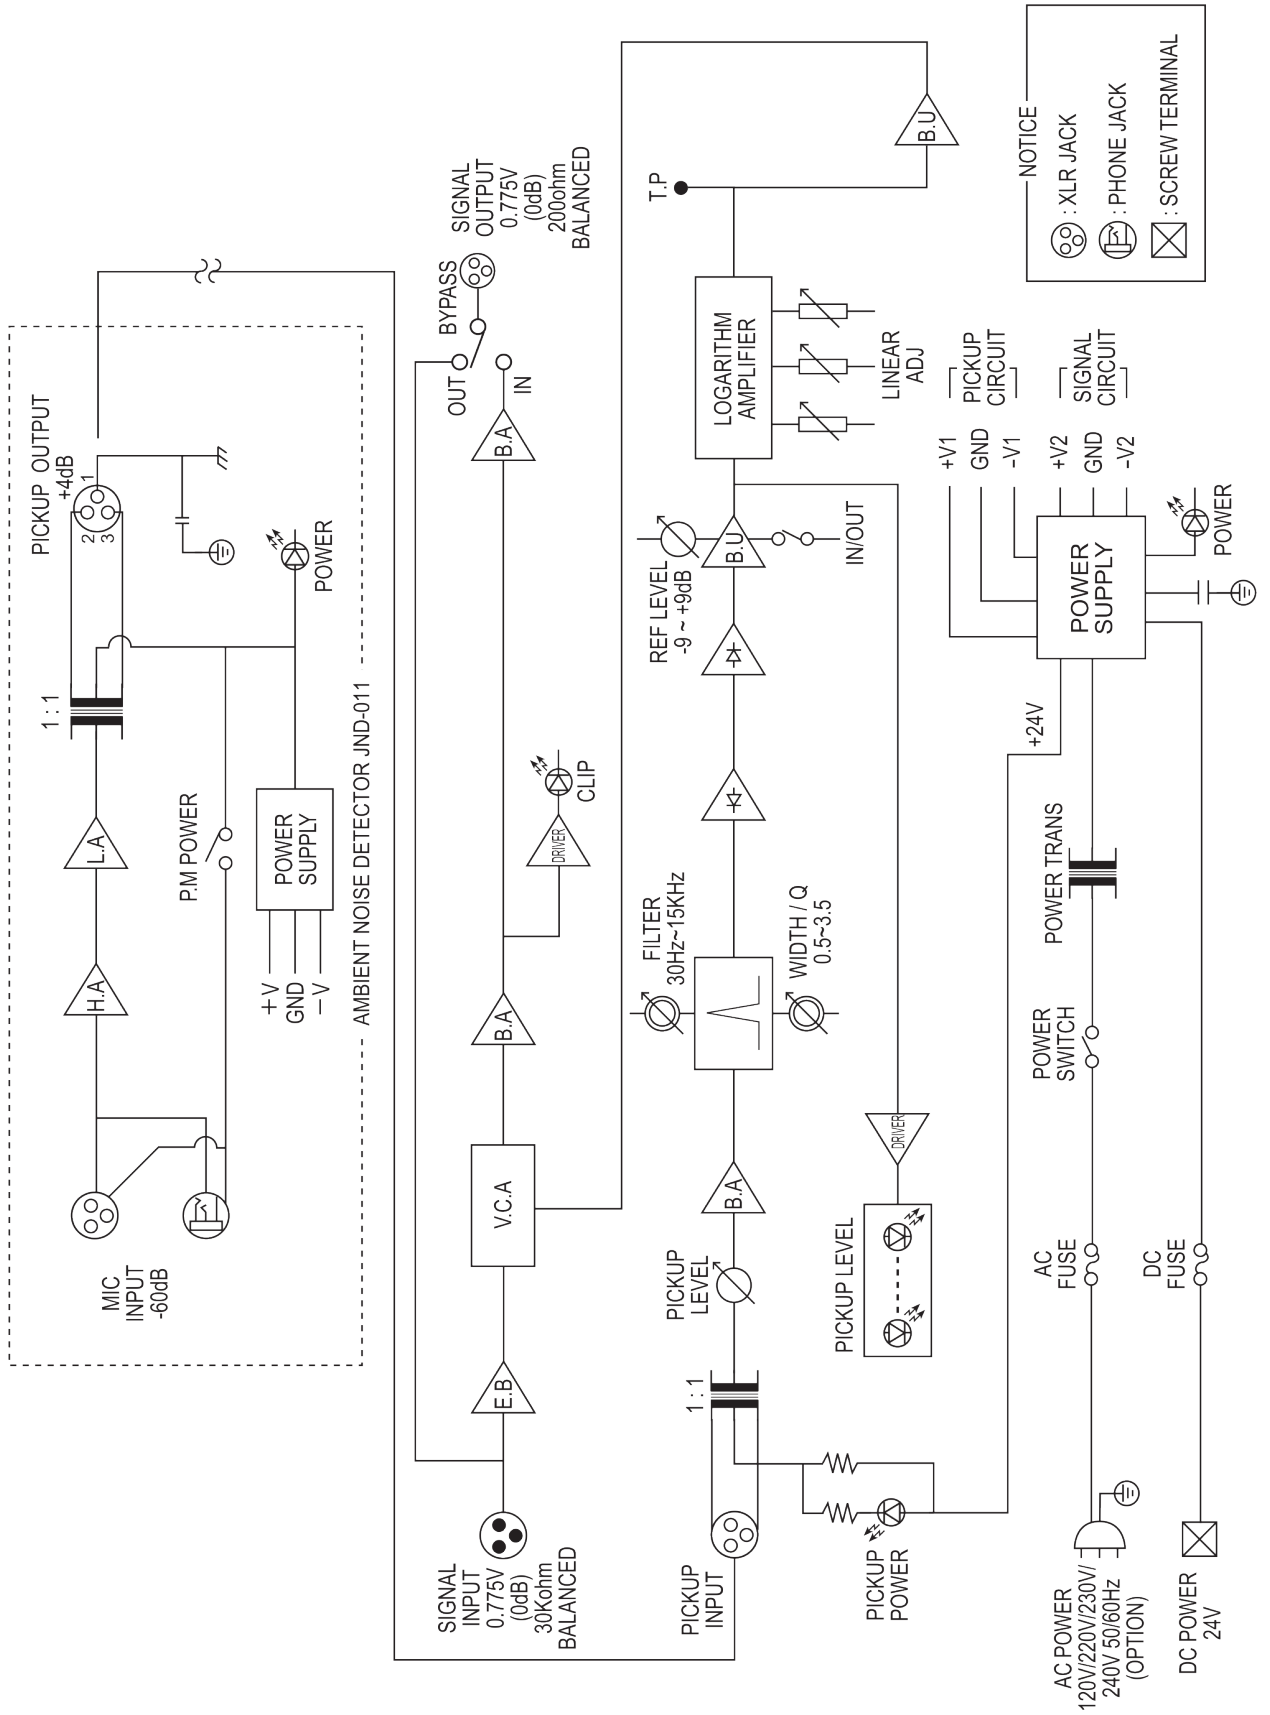 MIC
INPUT
-60dB
H.A
L.A
1 : 1
PICKUP OUTPUT
+4dB
1
2
3
P.M POWER
POWER
SUPPLY
+V
GND
−V
POWER
AMBIENT NOISE DETECTOR JND-011
SIGNAL
INPUT
0.775V
(0dB)
30Kohm
BALANCED
E.B
V.C.A
B.A
DRIVER
CLIP
B.A
OUT
IN
BYPASS
SIGNAL
OUTPUT
0.775V
(0dB)
200ohm
BALANCED
PICKUP
INPUT
1 : 1
PICKUP
POWER
PICKUP
LEVEL
B.A
FILTER
30Hz~15KHz
WIDTH / Q
0.5~3.5
REF LEVEL
-9 ~ +9dB
B.U
IN/OUT
LOGARITHM
AMPLIFIER
LINEAR
ADJ
T.P
B.U
PICKUP LEVEL
DRIVER
AC POWER
120V/220V/230V/
240V 50/60Hz
(OPTION)
DC POWER
24V
AC
FUSE
DC
FUSE
POWER
SWITCH
POWER TRANS
+24V
POWER
SUPPLY
POWER
+V1
GND
-V1
PICKUP
CIRCUIT
+V2
GND
-V2
SIGNAL
CIRCUIT
NOTICE
: XLR JACK
: PHONE JACK
: SCREW TERMINAL